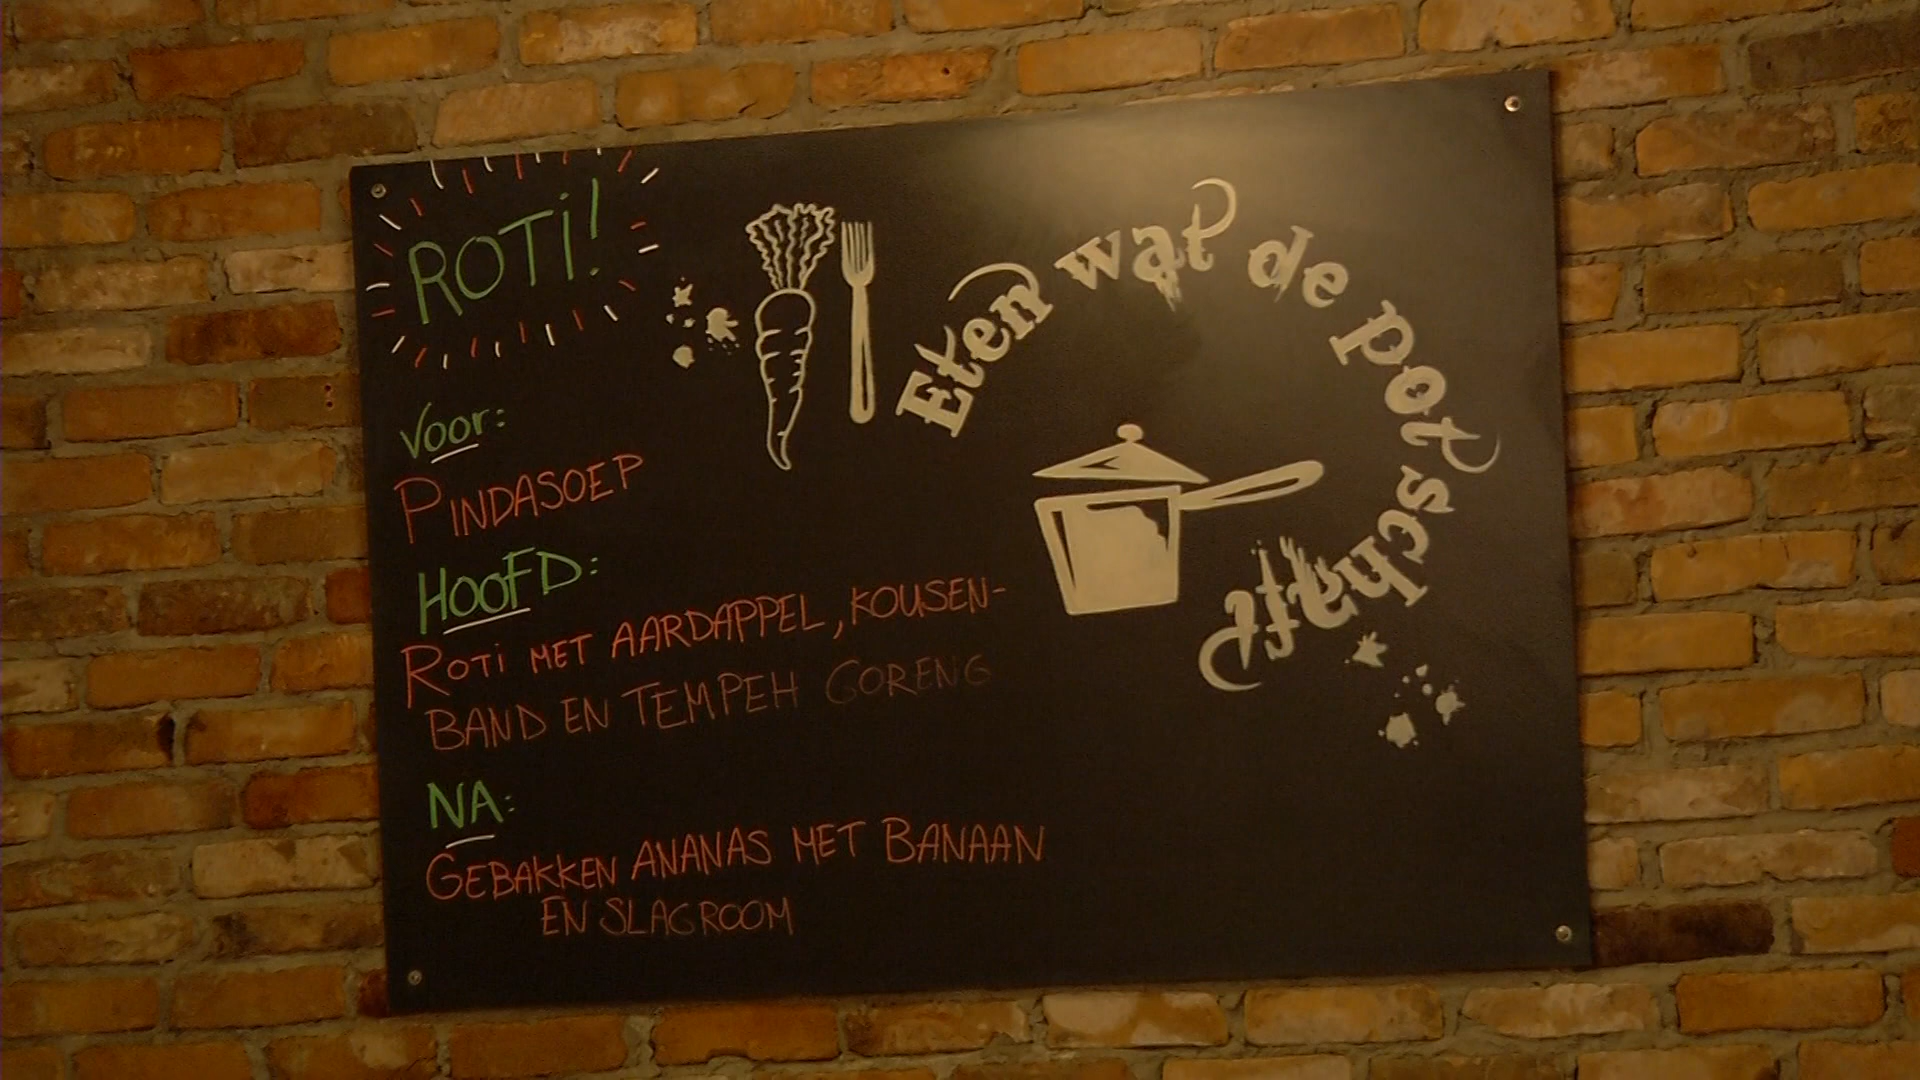 ROTI!
Voor:
PINDASOEP
HOOFD:
ROTI MET AARDAPPEL, KOUSEN-
BAND EN TEMPEH GORENG
NA:
GEBAKKEN ANANAS MET BANAAN
EN SLAGROOM
Eten wat de pot schaft